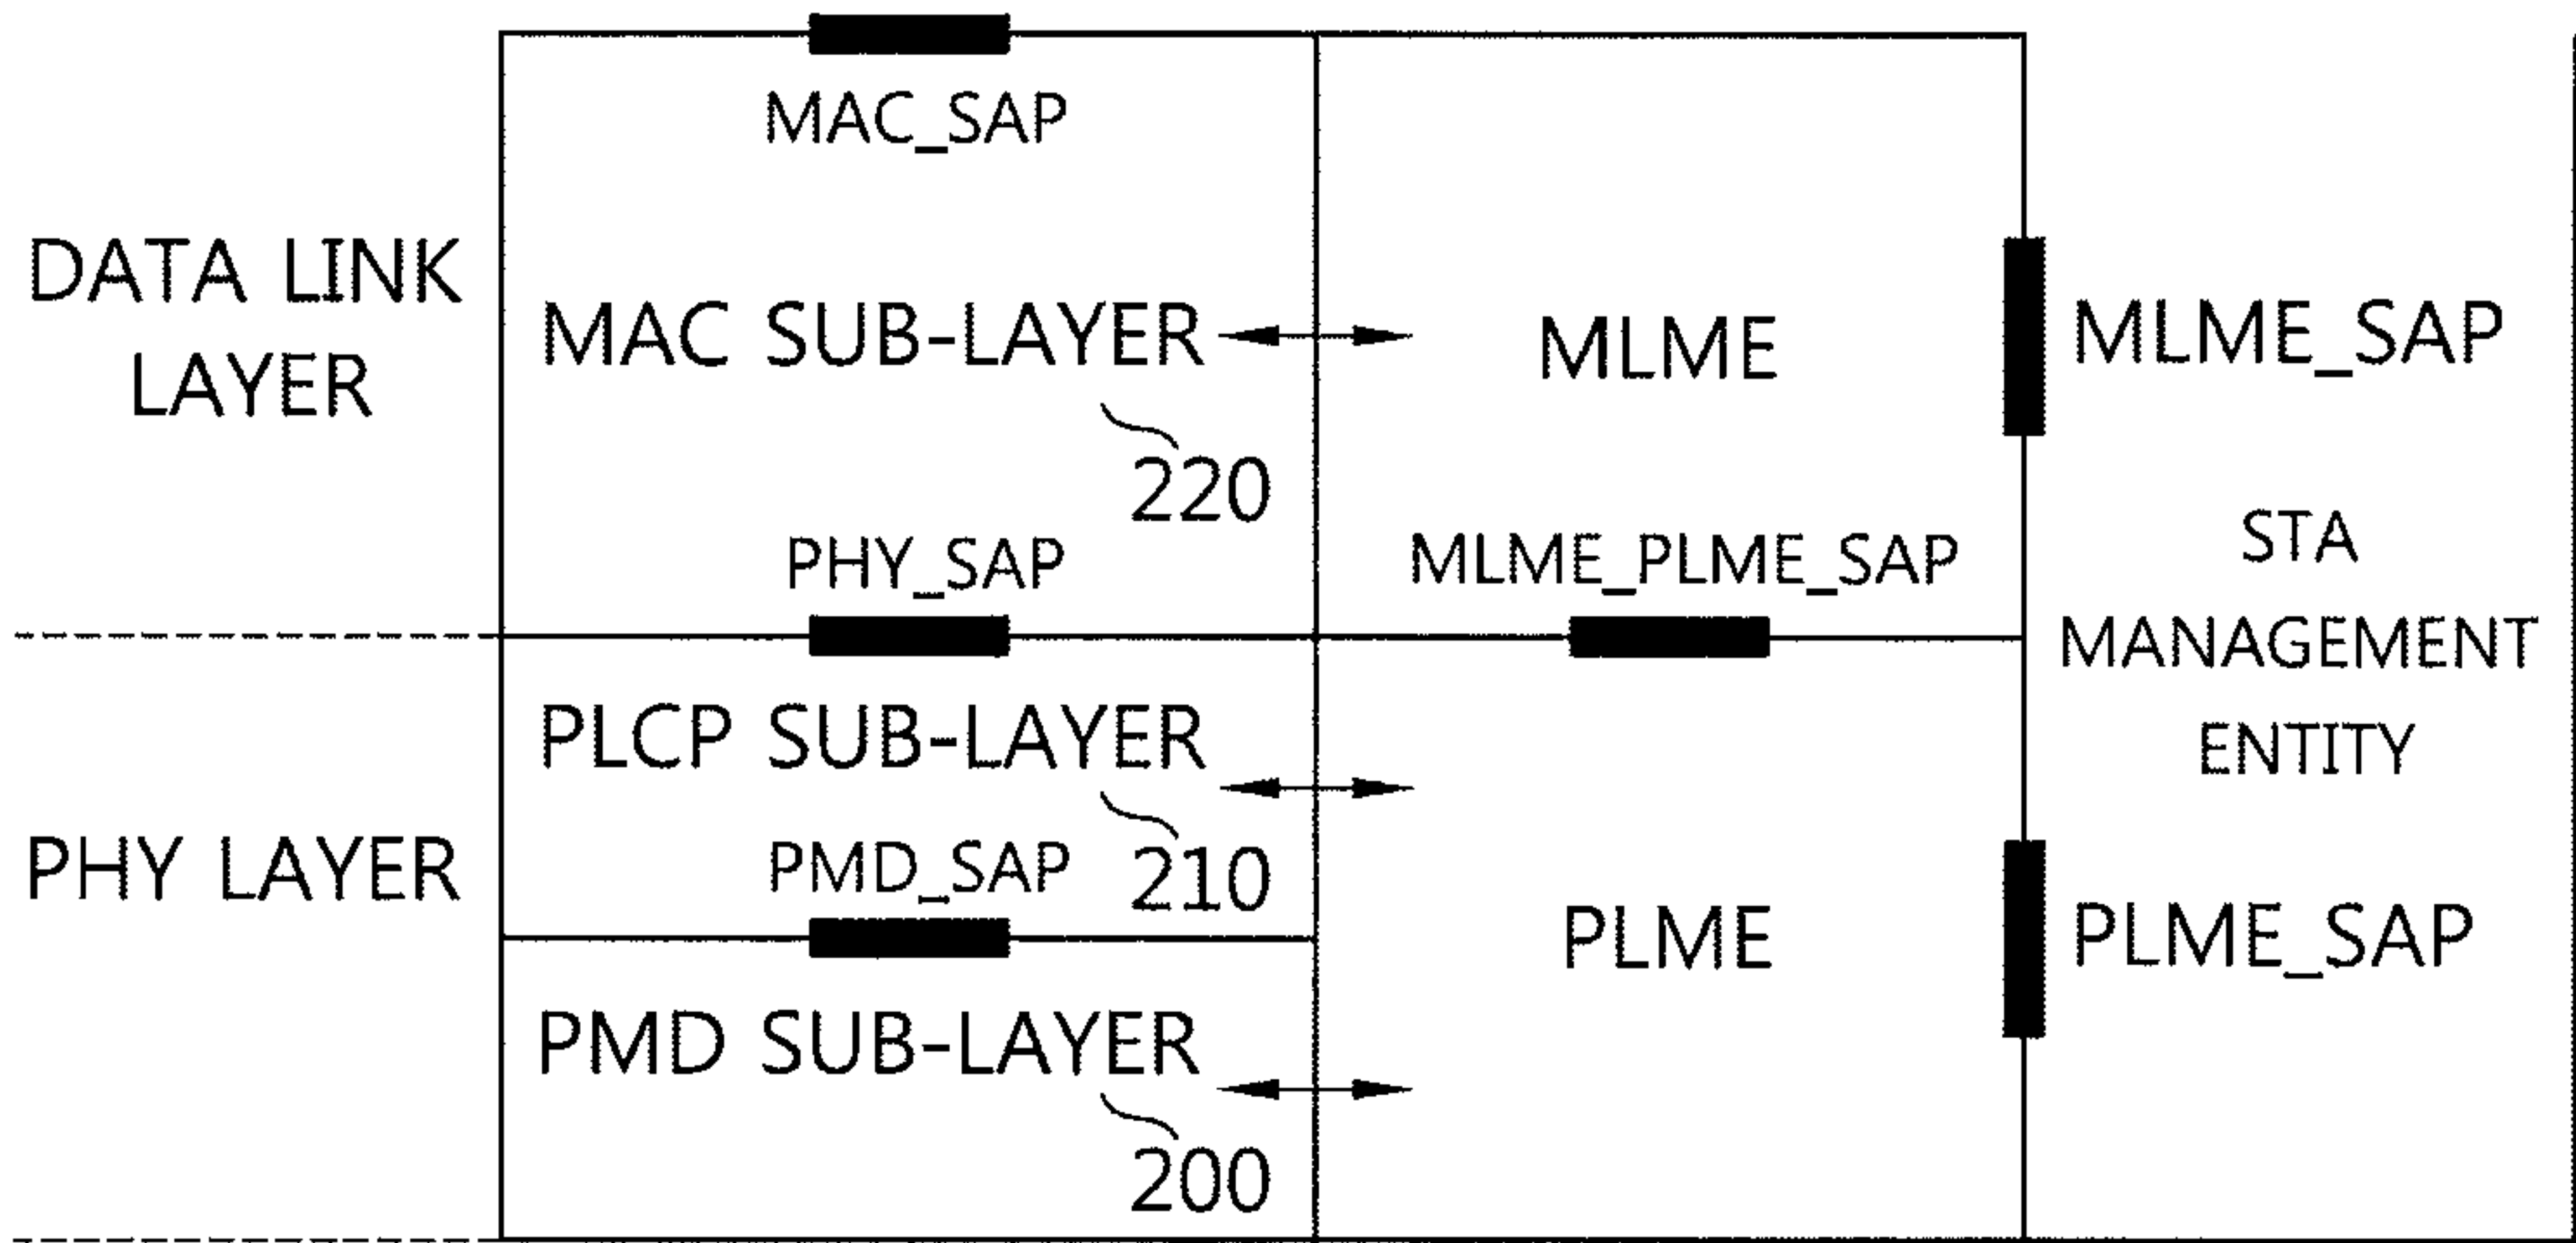 MAC_SAP
DATA LINK
LAYER
MAC SUB-LAYER
220
MLME
MLME_SAP
PHY_SAP
MLME_PLME_SAP
STA
MANAGEMENT
ENTITY
PHY LAYER
PLCP SUB-LAYER
210
PMD_SAP
PLME
PLME_SAP
PMD SUB-LAYER
200